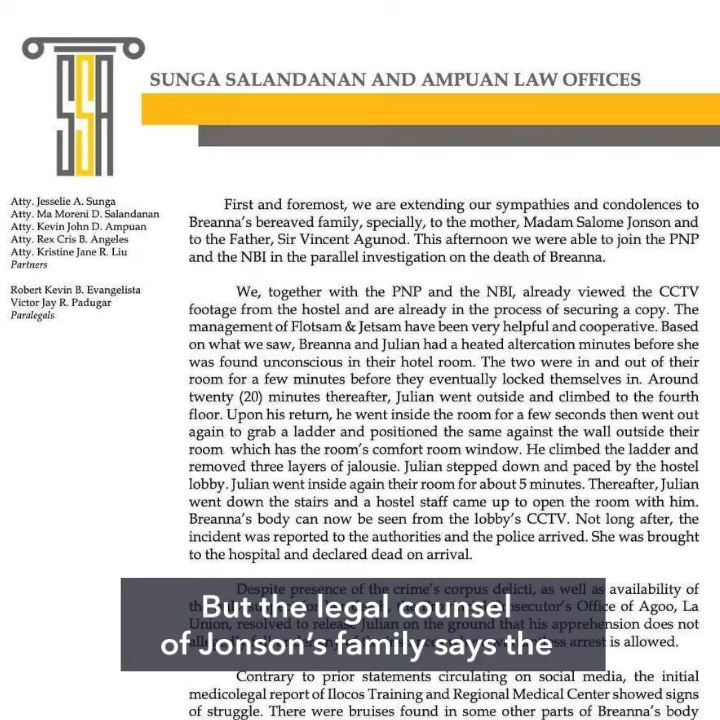 SSA
SUNGA SALANDANAN AND AMPUAN LAW OFFICES
Atty. Jesselie A. Sunga
Atty. Ma Moreni D. Salandanan
Atty. Kevin John D. Ampuan
Atty. Rex Cris B. Angeles
Atty. Kristine Jane R. Liu
Partners
Robert Kevin B. Evangelista
Victor Jay R. Padugar
Paralegals
First and foremost, we are extending our sympathies and condolences to
Breanna's bereaved family, specially, to the mother, Madam Salome Jonson and
to the Father, Sir Vincent Agunod. This afternoon we were able to join the PNP
and the NBI in the parallel investigation on the death of Breanna.
We, together with the PNP and the NBI, already viewed the CCTV
footage from the hostel and are already in the process of securing a copy. The
management of Flotsam & Jetsam have been very helpful and cooperative. Based
on what we saw, Breanna and Julian had a heated altercation minutes before she
was found unconscious in their hotel room. The two were in and out of their
room for a few minutes before they eventually locked themselves in. Around
twenty (20) minutes thereafter, Julian went outside and climbed to the fourth
floor. Upon his return, he went inside the room for a few seconds then went out
again to grab a ladder and positioned the same against the wall outside their
room which has the room's comfort room window. He climbed the ladder and
removed three layers of jalousie. Julian stepped down and paced by the hostel
lobby. Julian went inside again their room for about 5 minutes. Thereafter, Julian
went down the stairs and a hostel staff came up to open the room with him.
Breanna's body can now be seen from the lobby's CCTV. Not long after, the
incident was reported to the authorities and the police arrived. She was brought
to the hospital and declared dead on arrival.
Despite presence of the crime's corpus delicti, as well as availability of
Office of Agoo, La
Union, resolved to release Julian on the ground that his apprehension does not
arrest is allowed.
But the legal counsel
of Jonson's family says the
Contrary to prior statements circulating on social media, the initial
medicolegal report of Ilocos Training and Regional Medical Center showed signs
of struggle. There were bruises found in some other parts of Breanna's body